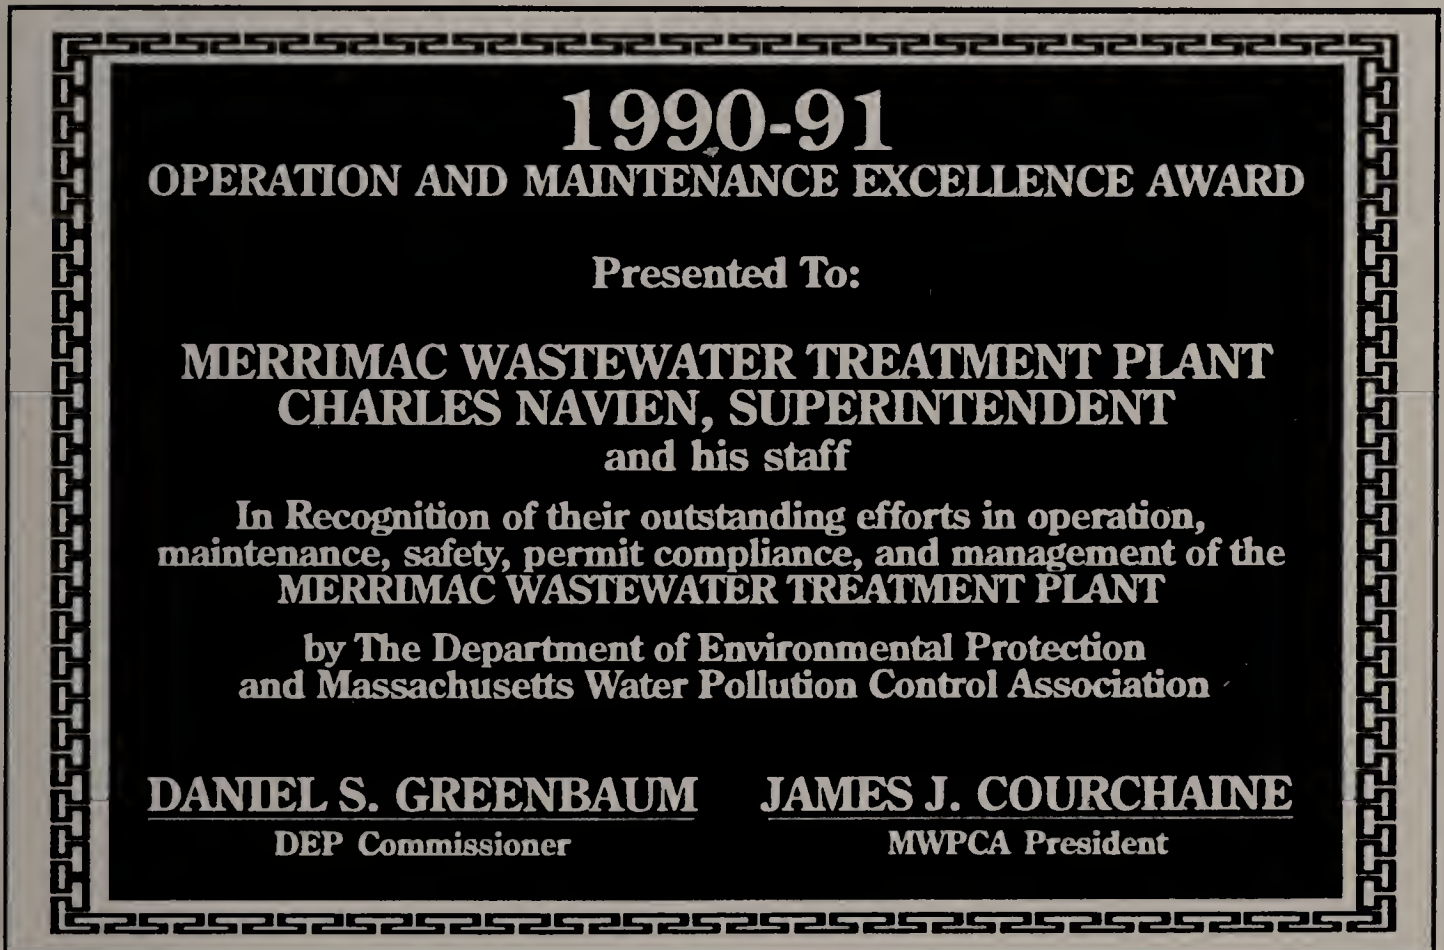 1990-91
OPERATION AND MAINTENANCE EXCELLENCE AWARD
Presented To:
MERRIMAC WASTEWATER TREATMENT PLANT
CHARLES NAVIEN, SUPERINTENDENT
and his staff
In Recognition of their outstanding efforts in operation,
maintenance, safety, permit compliance, and management of the
MERRIMAC WASTEWATER TREATMENT PLANT
by The Department of Environmental Protection
and Massachusetts Water Pollution Control Association
DANIEL S. GREENBAUM JAMES J. COURCHAINE
DEP Commissioner MWPCA President